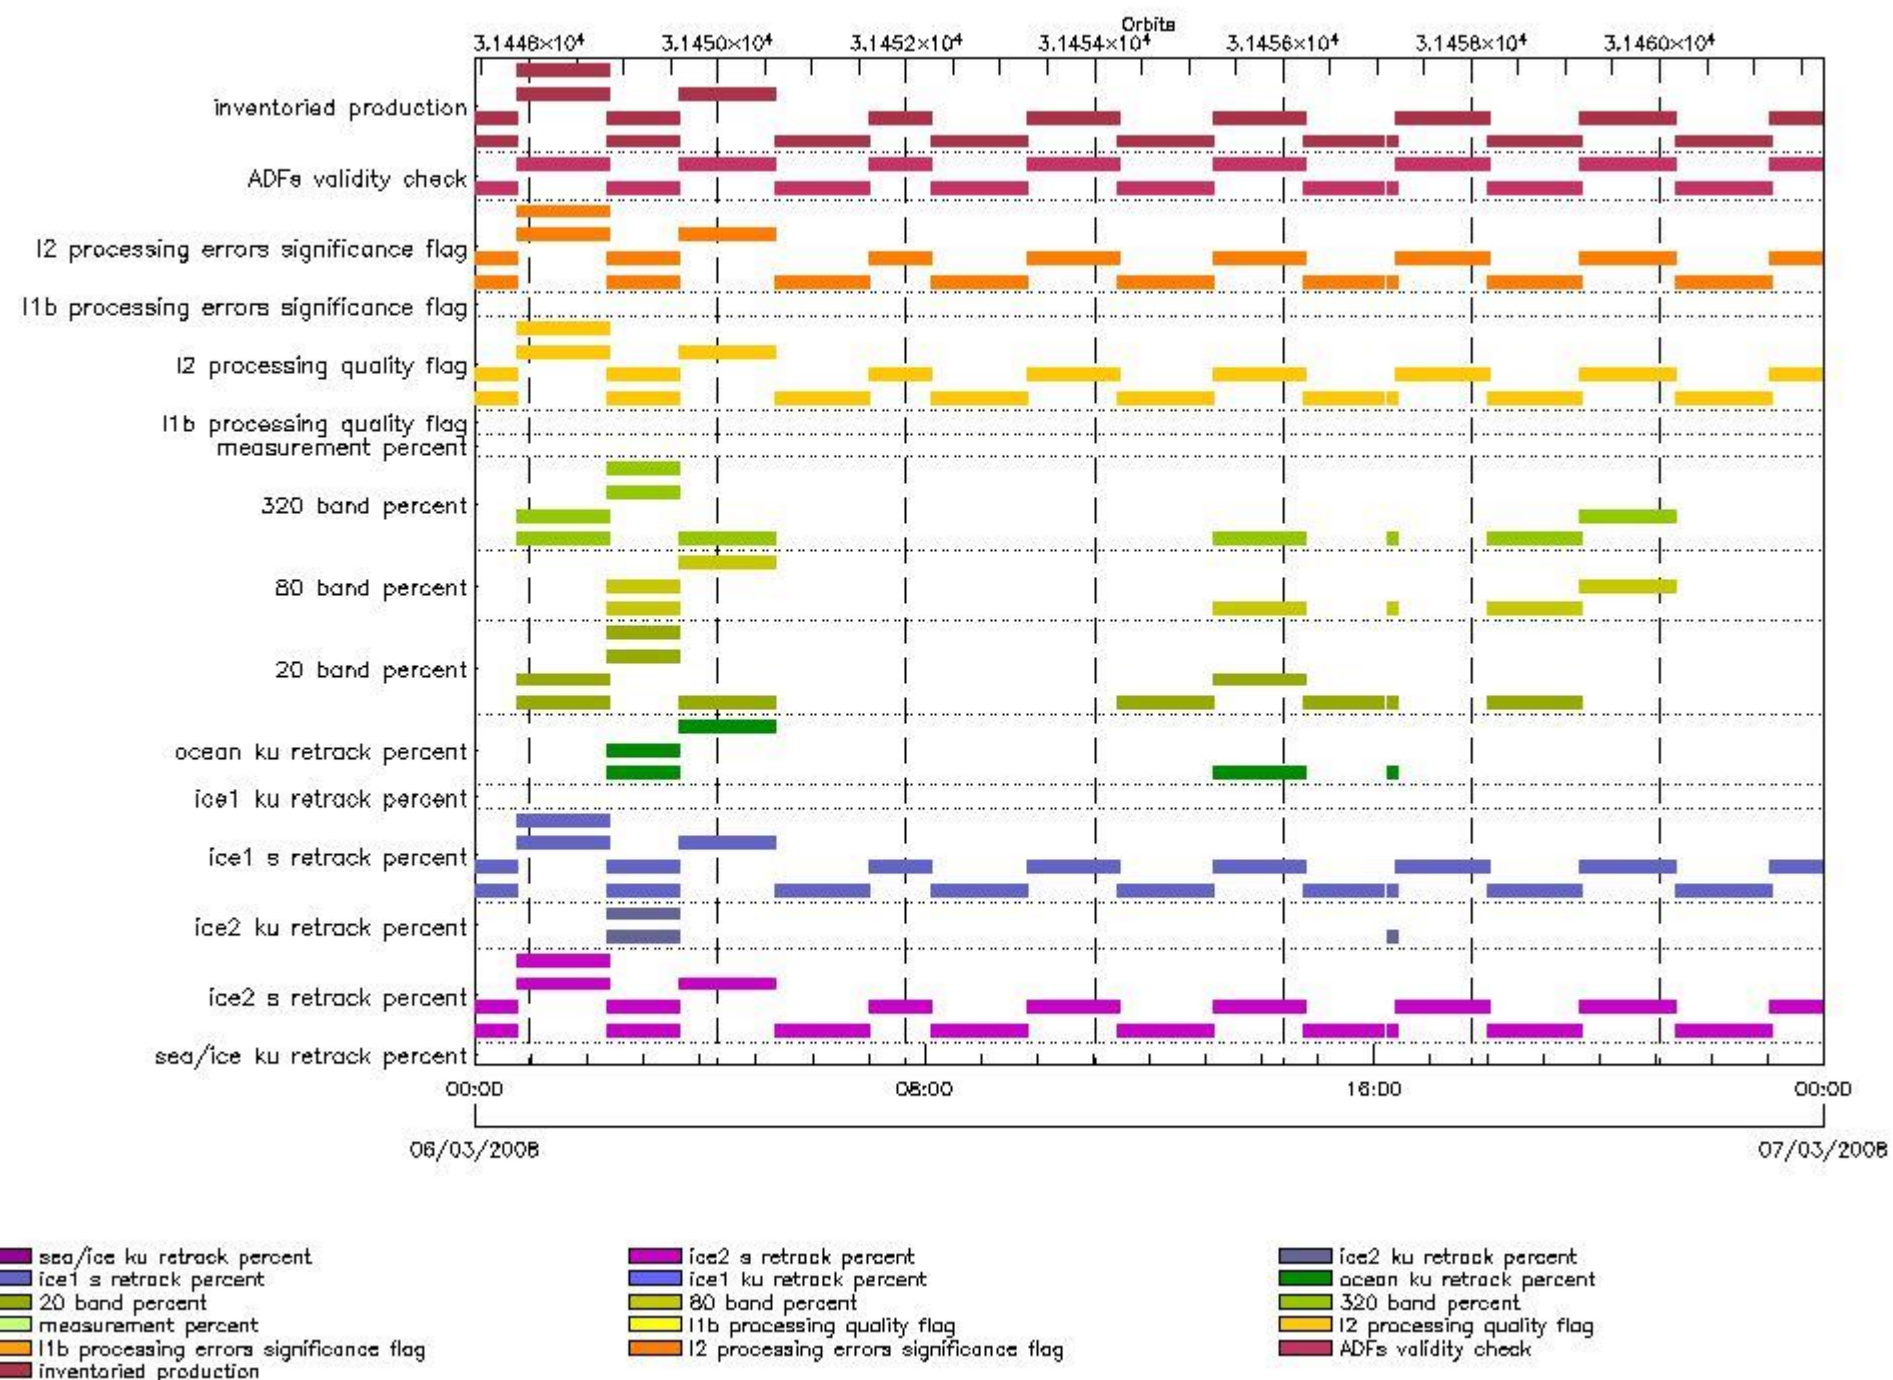 Orbits
3.1446×10⁴ 3.1450×10⁴ 3.1452×10⁴ 3.1454×10⁴ 3.1456×10⁴ 3.1458×10⁴ 3.1460×10⁴
inventoried production
ADFs validity check
l2 processing errors significance flag
l1b processing errors significance flag
l2 processing quality flag
l1b processing quality flag
measurement percent
320 band percent
80 band percent
20 band percent
ocean ku retrack percent
ice1 ku retrack percent
ice1 s retrack percent
ice2 ku retrack percent
ice2 s retrack percent
sea/ice ku retrack percent
00:00 08:00 16:00 00:00
06/03/2008 07/03/2008
sea/ice ku retrack percent ice2 s retrack percent ice2 ku retrack percent
ice1 s retrack percent ice1 ku retrack percent ocean ku retrack percent
20 band percent 80 band percent 320 band percent
measurement percent l1b processing quality flag l2 processing quality flag
l1b processing errors significance flag l2 processing errors significance flag ADFs validity check
inventoried production